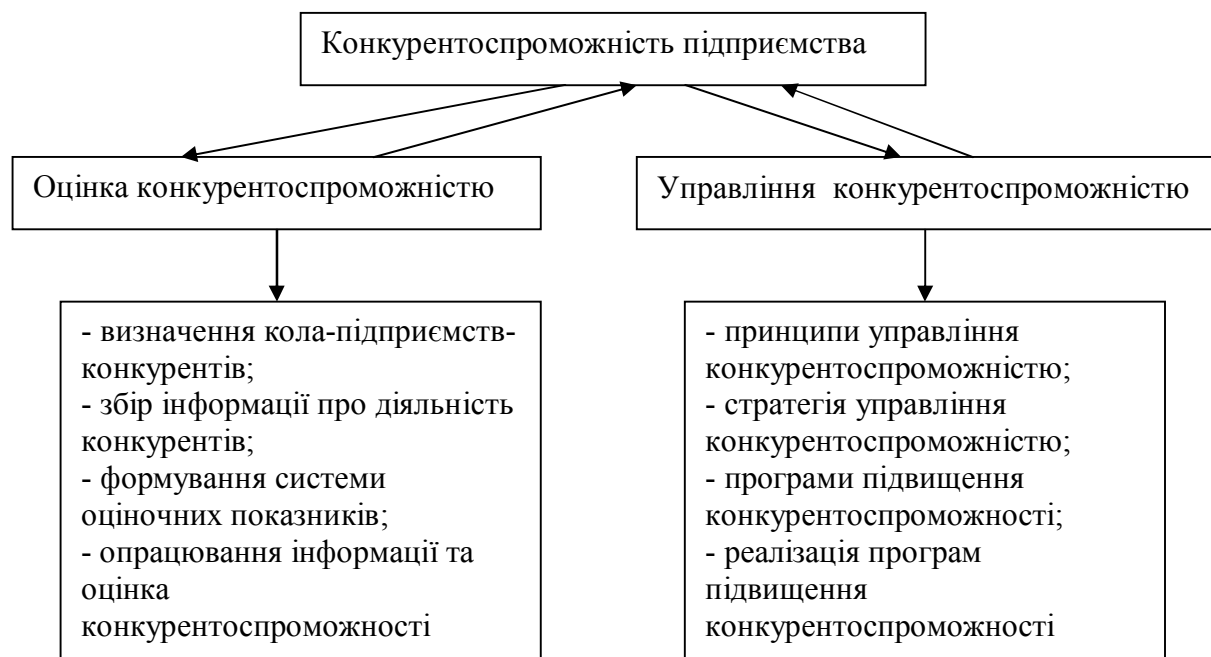 Конкурентоспроможність підприємства
Оцінка конкурентоспроможністю
Управління конкурентоспроможністю
- визначення кола-підприємств-
конкурентів;
- збір інформації про діяльність
конкурентів;
- формування системи
оціночних показників;
- опрацювання інформації та
оцінка
конкурентоспроможності
- принципи управління
конкурентоспроможністю;
- стратегія управління
конкурентоспроможністю;
- програми підвищення
конкурентоспроможності;
- реалізація програм
підвищення
конкурентоспроможності